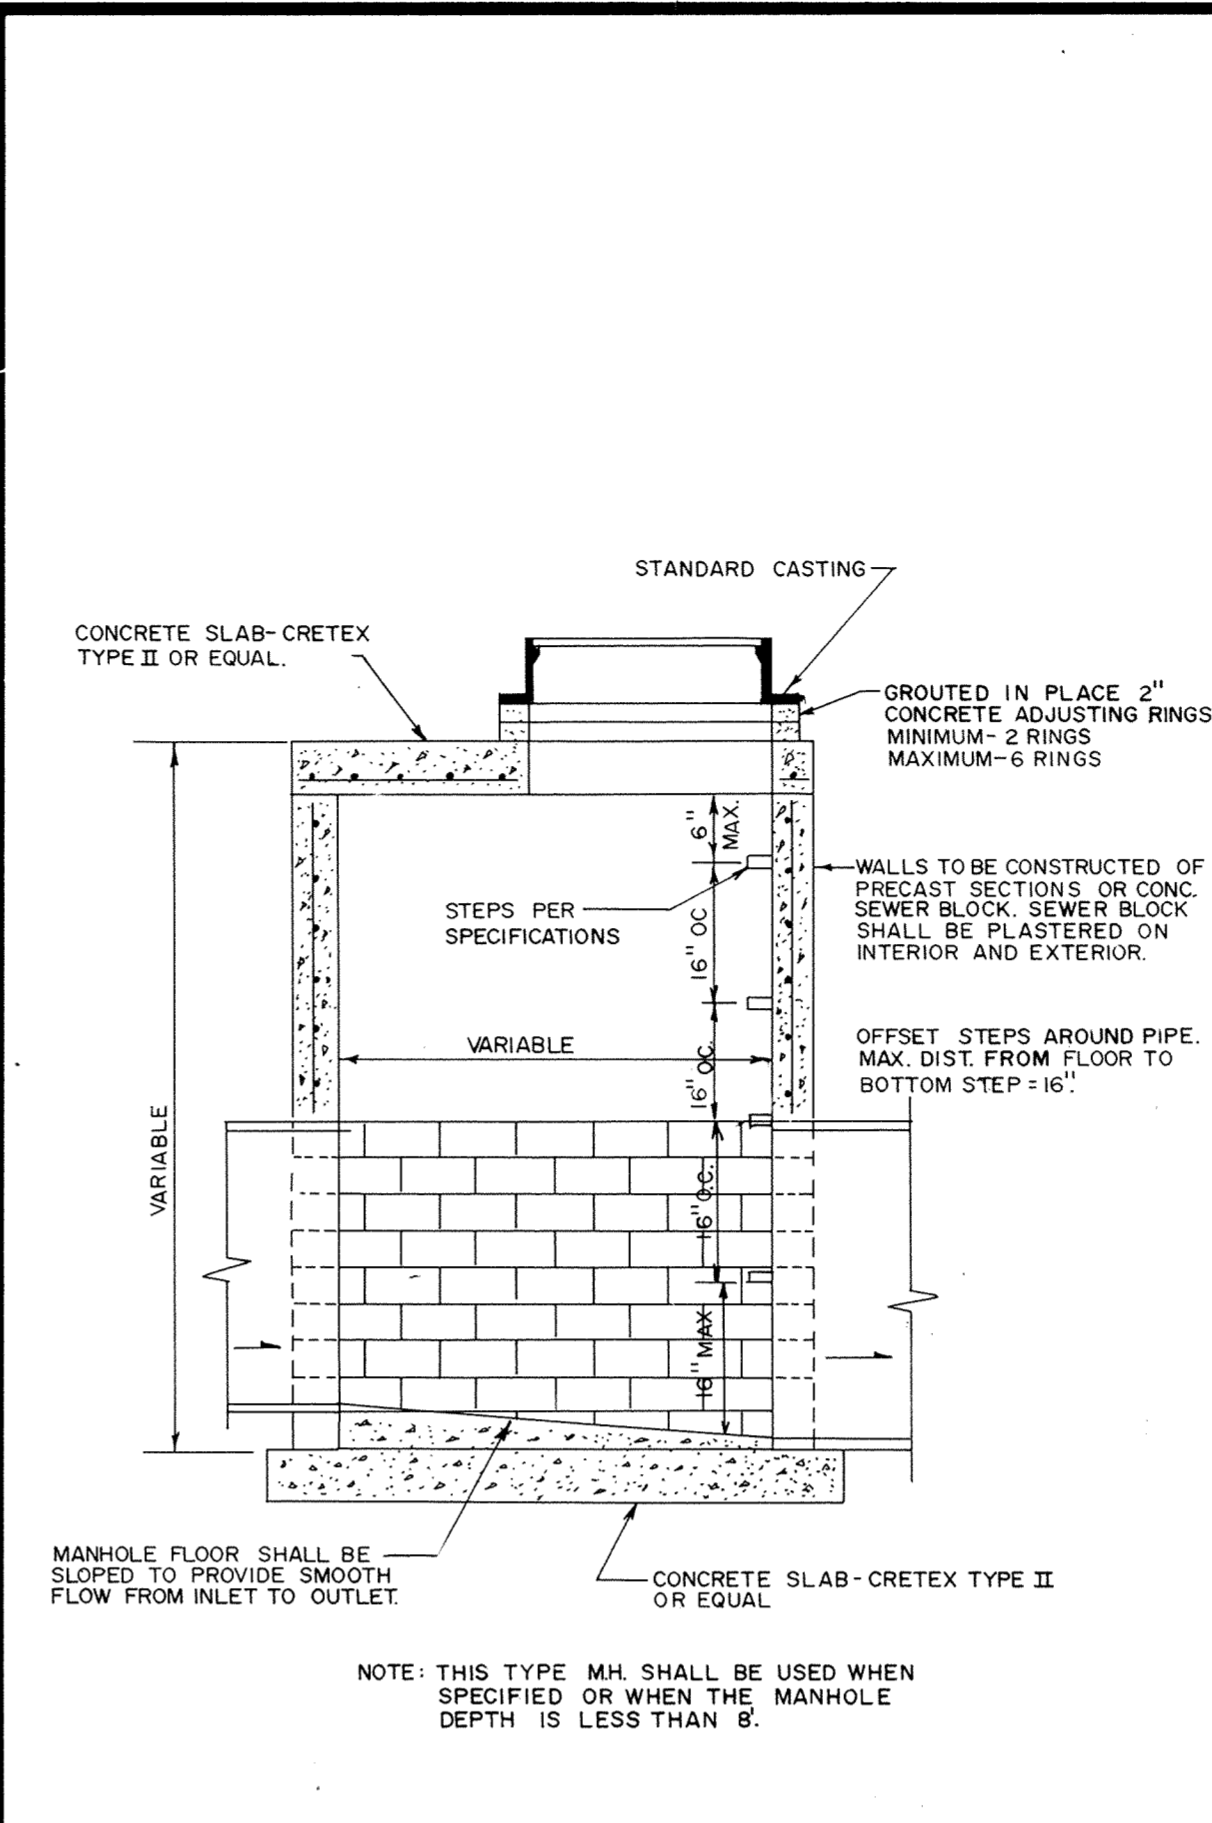 STANDARD CASTING
CONCRETE SLAB-CRETEX
TYPE II OR EQUAL.
GROUTED IN PLACE 2"
CONCRETE ADJUSTING RINGS
MINIMUM- 2 RINGS
MAXIMUM-6 RINGS
6"
MAX.
WALLS TO BE CONSTRUCTED OF
PRECAST SECTIONS OR CONC.
SEWER BLOCK. SEWER BLOCK
SHALL BE PLASTERED ON
INTERIOR AND EXTERIOR.
STEPS PER
SPECIFICATIONS
16" OC
OFFSET STEPS AROUND PIPE.
MAX. DIST. FROM FLOOR TO
BOTTOM STEP = 16".
VARIABLE
16" O.C.
VARIABLE
16" O.C.
16" MAX
MANHOLE FLOOR SHALL BE
SLOPED TO PROVIDE SMOOTH
FLOW FROM INLET TO OUTLET.
CONCRETE SLAB-CRETEX TYPE II
OR EQUAL
NOTE: THIS TYPE M.H. SHALL BE USED WHEN
SPECIFIED OR WHEN THE MANHOLE
DEPTH IS LESS THAN 8'.